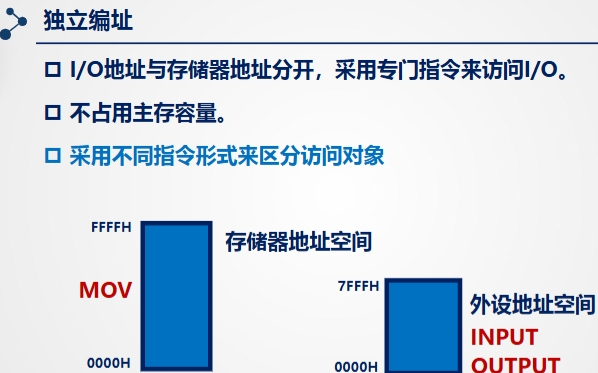 独立编址
I/O地址与存储器地址分开，采用专门指令来访问I/O。
不占用主存容量。
采用不同指令形式来区分访问对象
FFFFH
存储器地址空间
MOV
7FFFH
外设地址空间
INPUT
0000H
0000H
OUTPUT